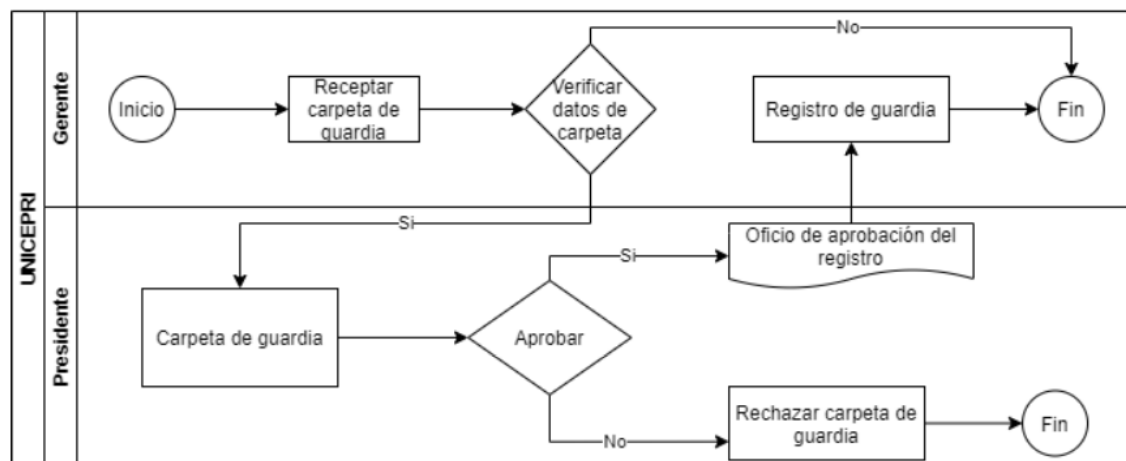 UNICEPRI
Gerente
Inicio
Receptar
carpeta de
guardia
Verificar
datos de
carpeta
No
Registro de guardia
Fin
Si
Presidente
Carpeta de guardia
Aprobar
Si
Oficio de aprobación del
registro
No
Rechazar carpeta de
guardia
Fin